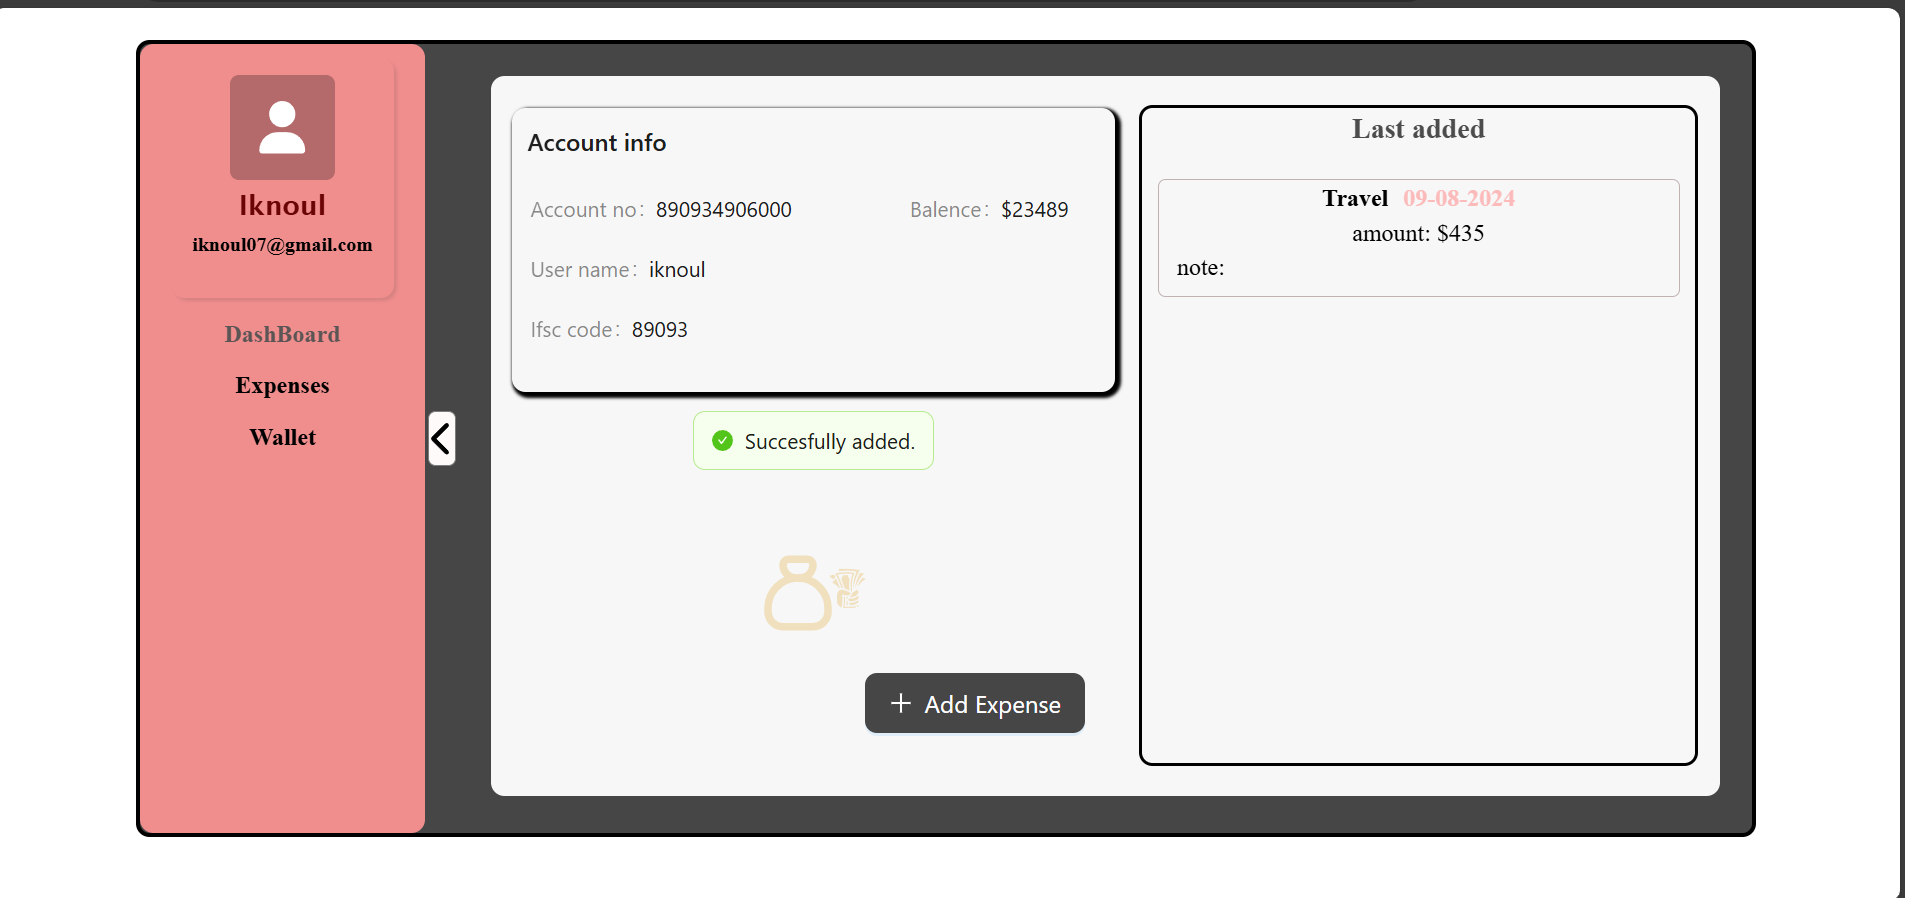 Iknoul
iknoul07@gmail.com
DashBoard
Expenses
Wallet
Account info
Account no: 890934906000 Balence: $23489
User name: iknoul
Ifsc code: 89093
Succesfully added.
Add Expense
Last added
Travel 09-08-2024
amount: $435
note: